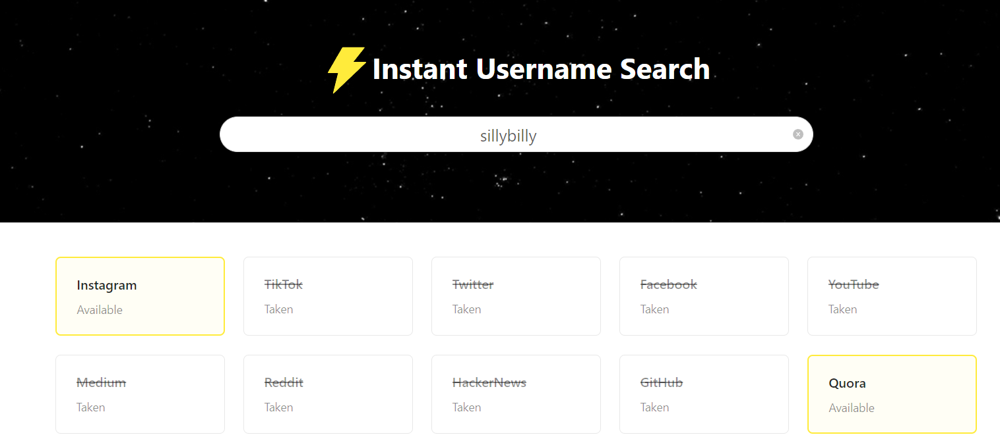 Instant Username Search
sillybilly
Instagram
Available
TikTok
Taken
Twitter
Taken
Facebook
Taken
YouTube
Taken
Medium
Taken
Reddit
Taken
HackerNews
Taken
GitHub
Taken
Quora
Available